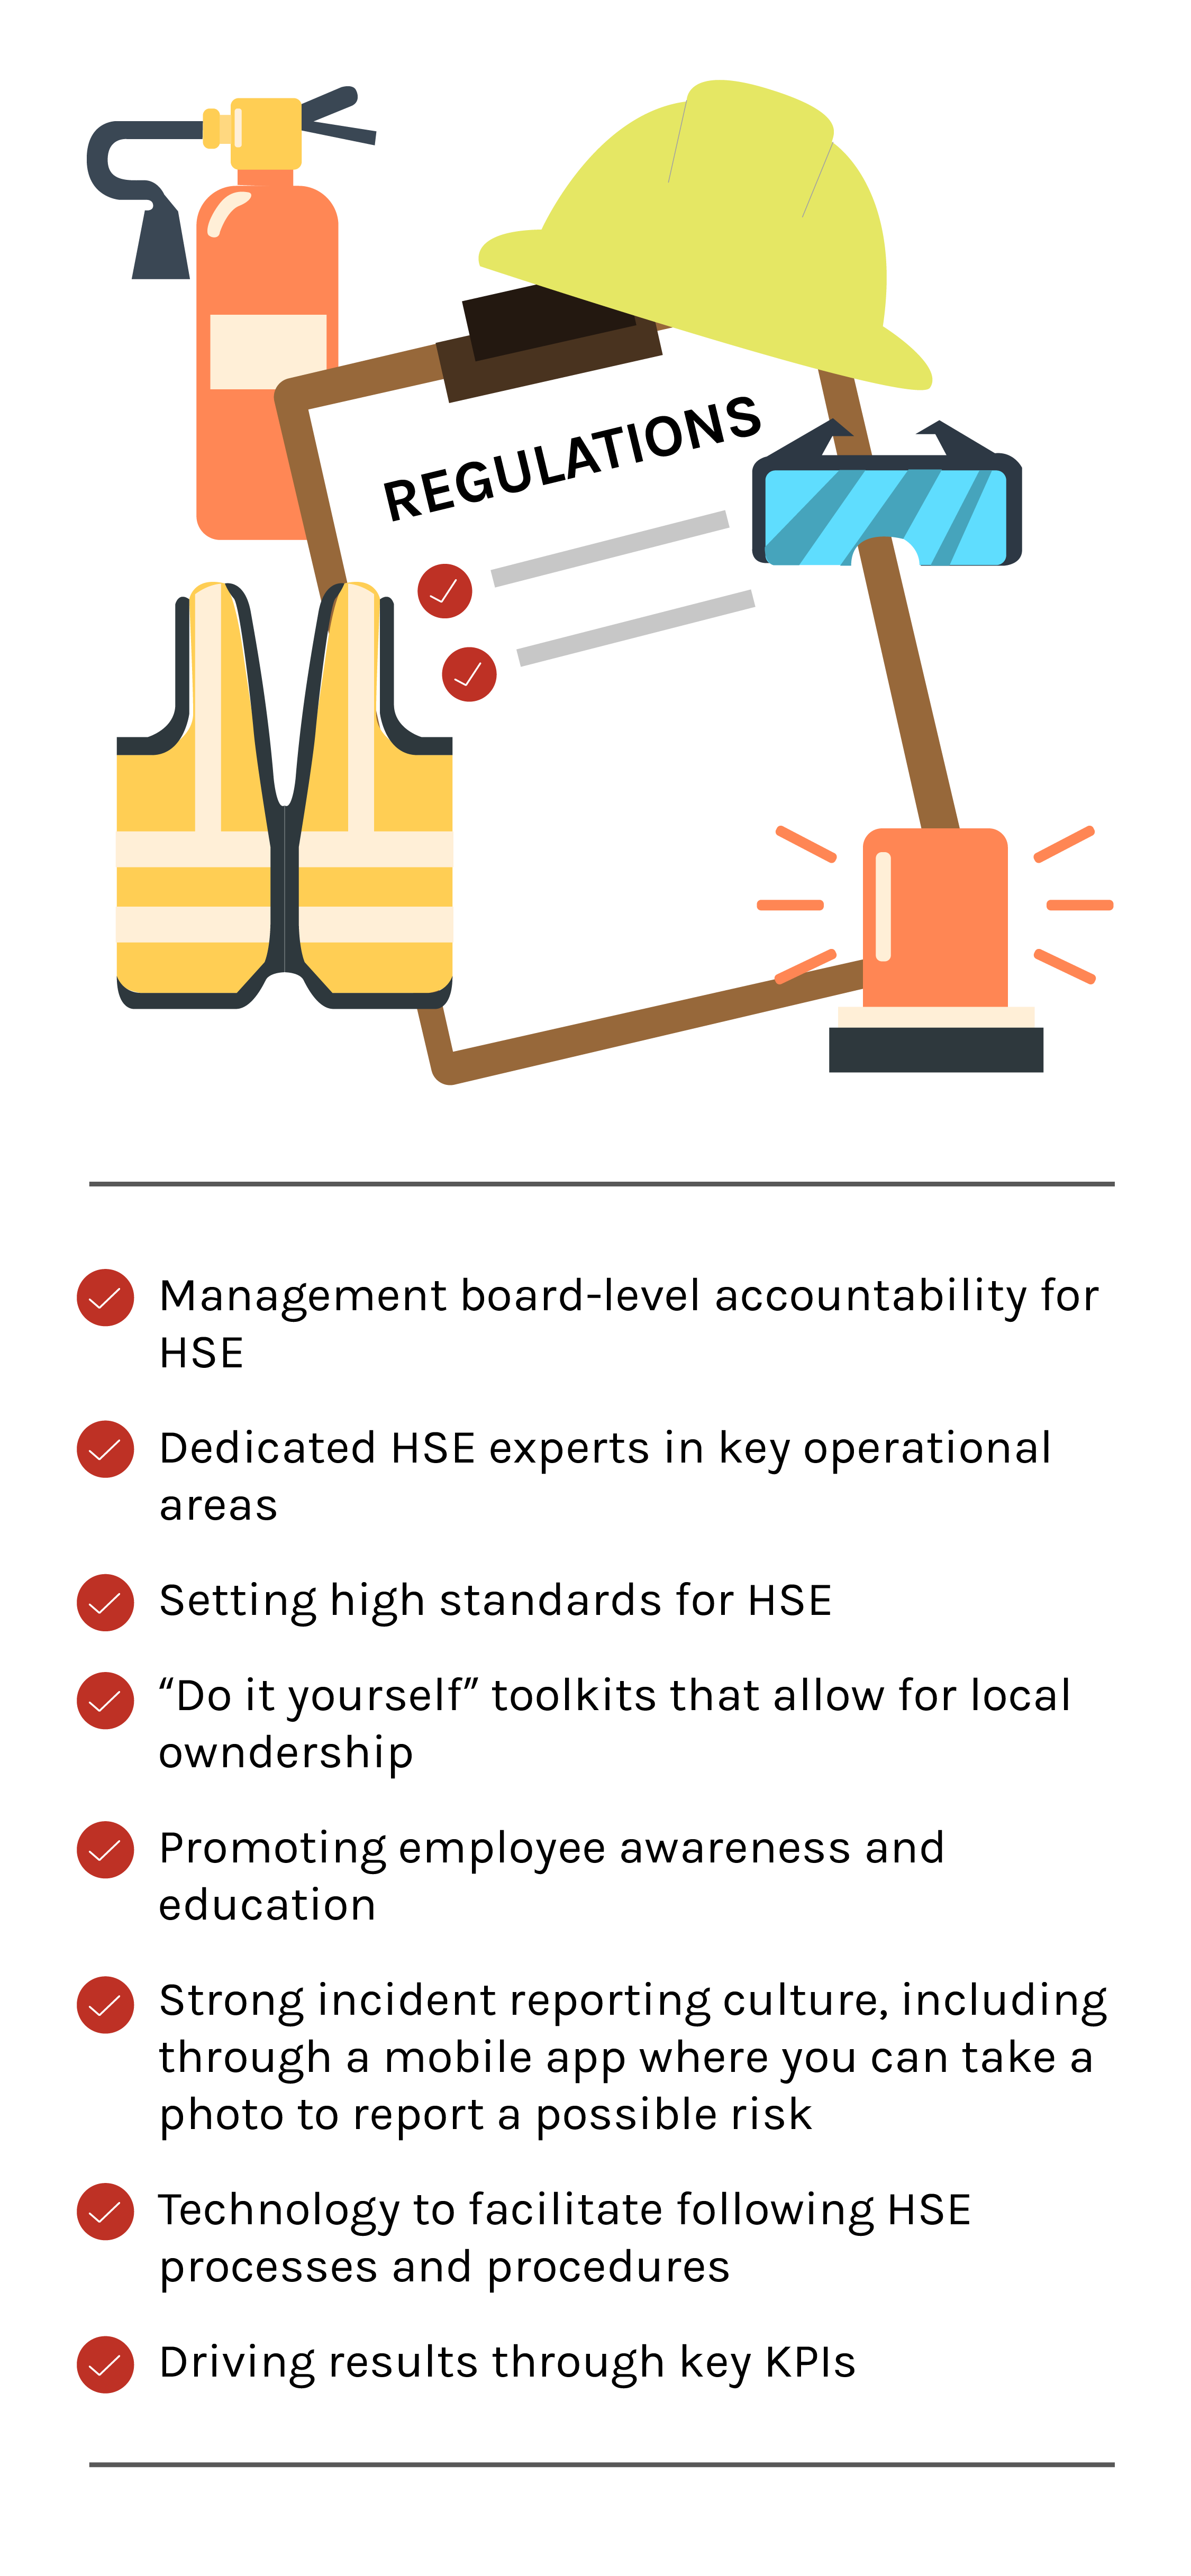 REGULATIONS
Management board-level accountability for
HSE
Dedicated HSE experts in key operational
areas
Setting high standards for HSE
“Do it yourself” toolkits that allow for local
owndership
Promoting employee awareness and
education
Strong incident reporting culture, including
through a mobile app where you can take a
photo to report a possible risk
Technology to facilitate following HSE
processes and procedures
Driving results through key KPIs